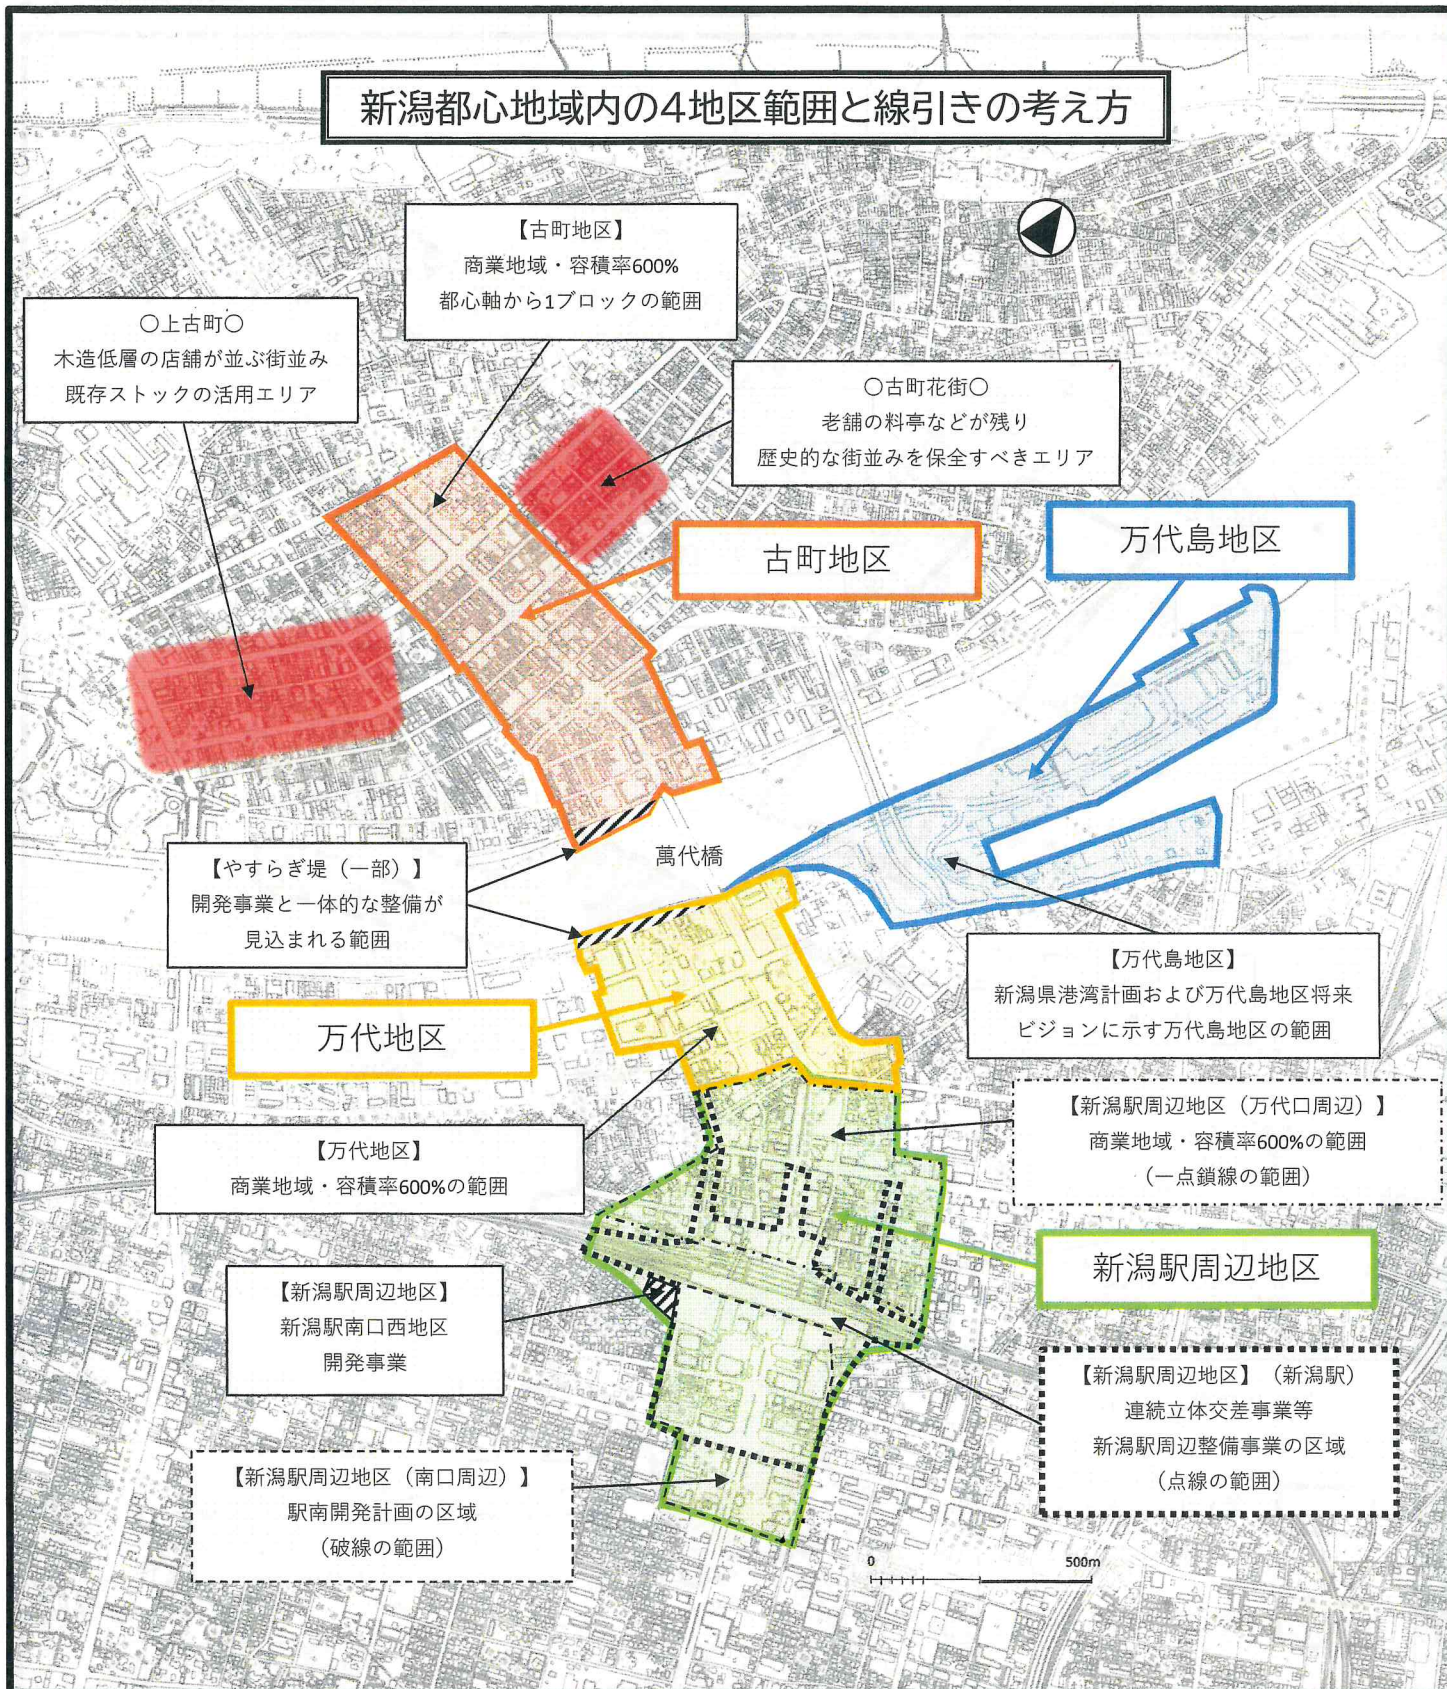 新潟都心地域内の4地区範囲と線引きの考え方
【古町地区】
商業地域・容積率600%
都心軸から1ブロックの範囲
〇上古町〇
木造低層の店舗が並ぶ街並み
既存ストックの活用エリア
〇古町花街〇
老舗の料亭などが残り
歴史的な街並みを保全すべきエリア
古町地区
万代島地区
萬代橋
【やすらぎ堤（一部）】
開発事業と一体的な整備が
見込まれる範囲
【万代島地区】
新潟県港湾計画および万代島地区将来
ビジョンに示す万代島地区の範囲
万代地区
【万代地区】
商業地域・容積率600%の範囲
【新潟駅周辺地区（万代口周辺）】
商業地域・容積率600%の範囲
（一点鎖線の範囲）
新潟駅周辺地区
【新潟駅周辺地区】
新潟駅南口西地区
開発事業
【新潟駅周辺地区】（新潟駅）
連続立体交差事業等
新潟駅周辺整備事業の区域
（点線の範囲）
【新潟駅周辺地区（南口周辺）】
駅南開発計画の区域
（破線の範囲）
0 500m